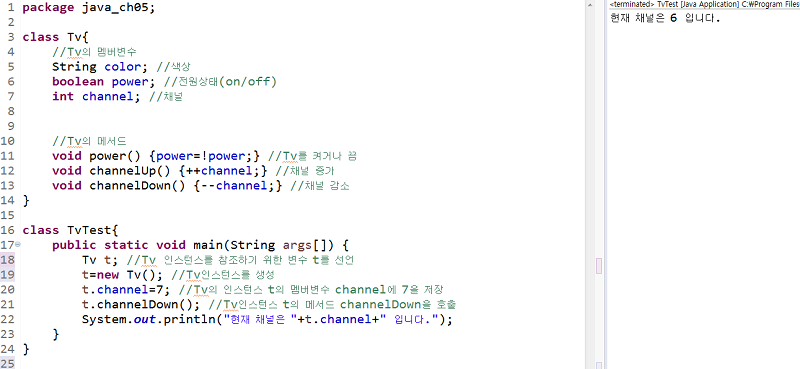 1 package java_ch05;
2
3 class Tv{
4     //Tv의 멤버변수
5     String color; //색상
6     boolean power; //전원상태(on/off)
7     int channel; //채널
8
9
10     //Tv의 메서드
11     void power() {power=!power;} //Tv를 켜거나 끔
12     void channelUp() {++channel;} //채널 증가
13     void channelDown() {--channel;} //채널 감소
14 }
15
16 class TvTest{
17     public static void main(String args[]) {
18         Tv t; //Tv 인스턴스를 참조하기 위한 변수 t를 선언
19         t=new Tv(); //Tv인스턴스를 생성
20         t.channel=7; //Tv의 인스턴스 t의 멤버변수 channel에 7을 저장
21         t.channelDown(); //Tv인스턴스 t의 메서드 channelDown을 호출
22         System.out.println("현재 채널은 "+t.channel+" 입니다.");
23     }
24 }
25
<terminated> TvTest [Java Application] C:\Program Files
현재 채널은 6 입니다.